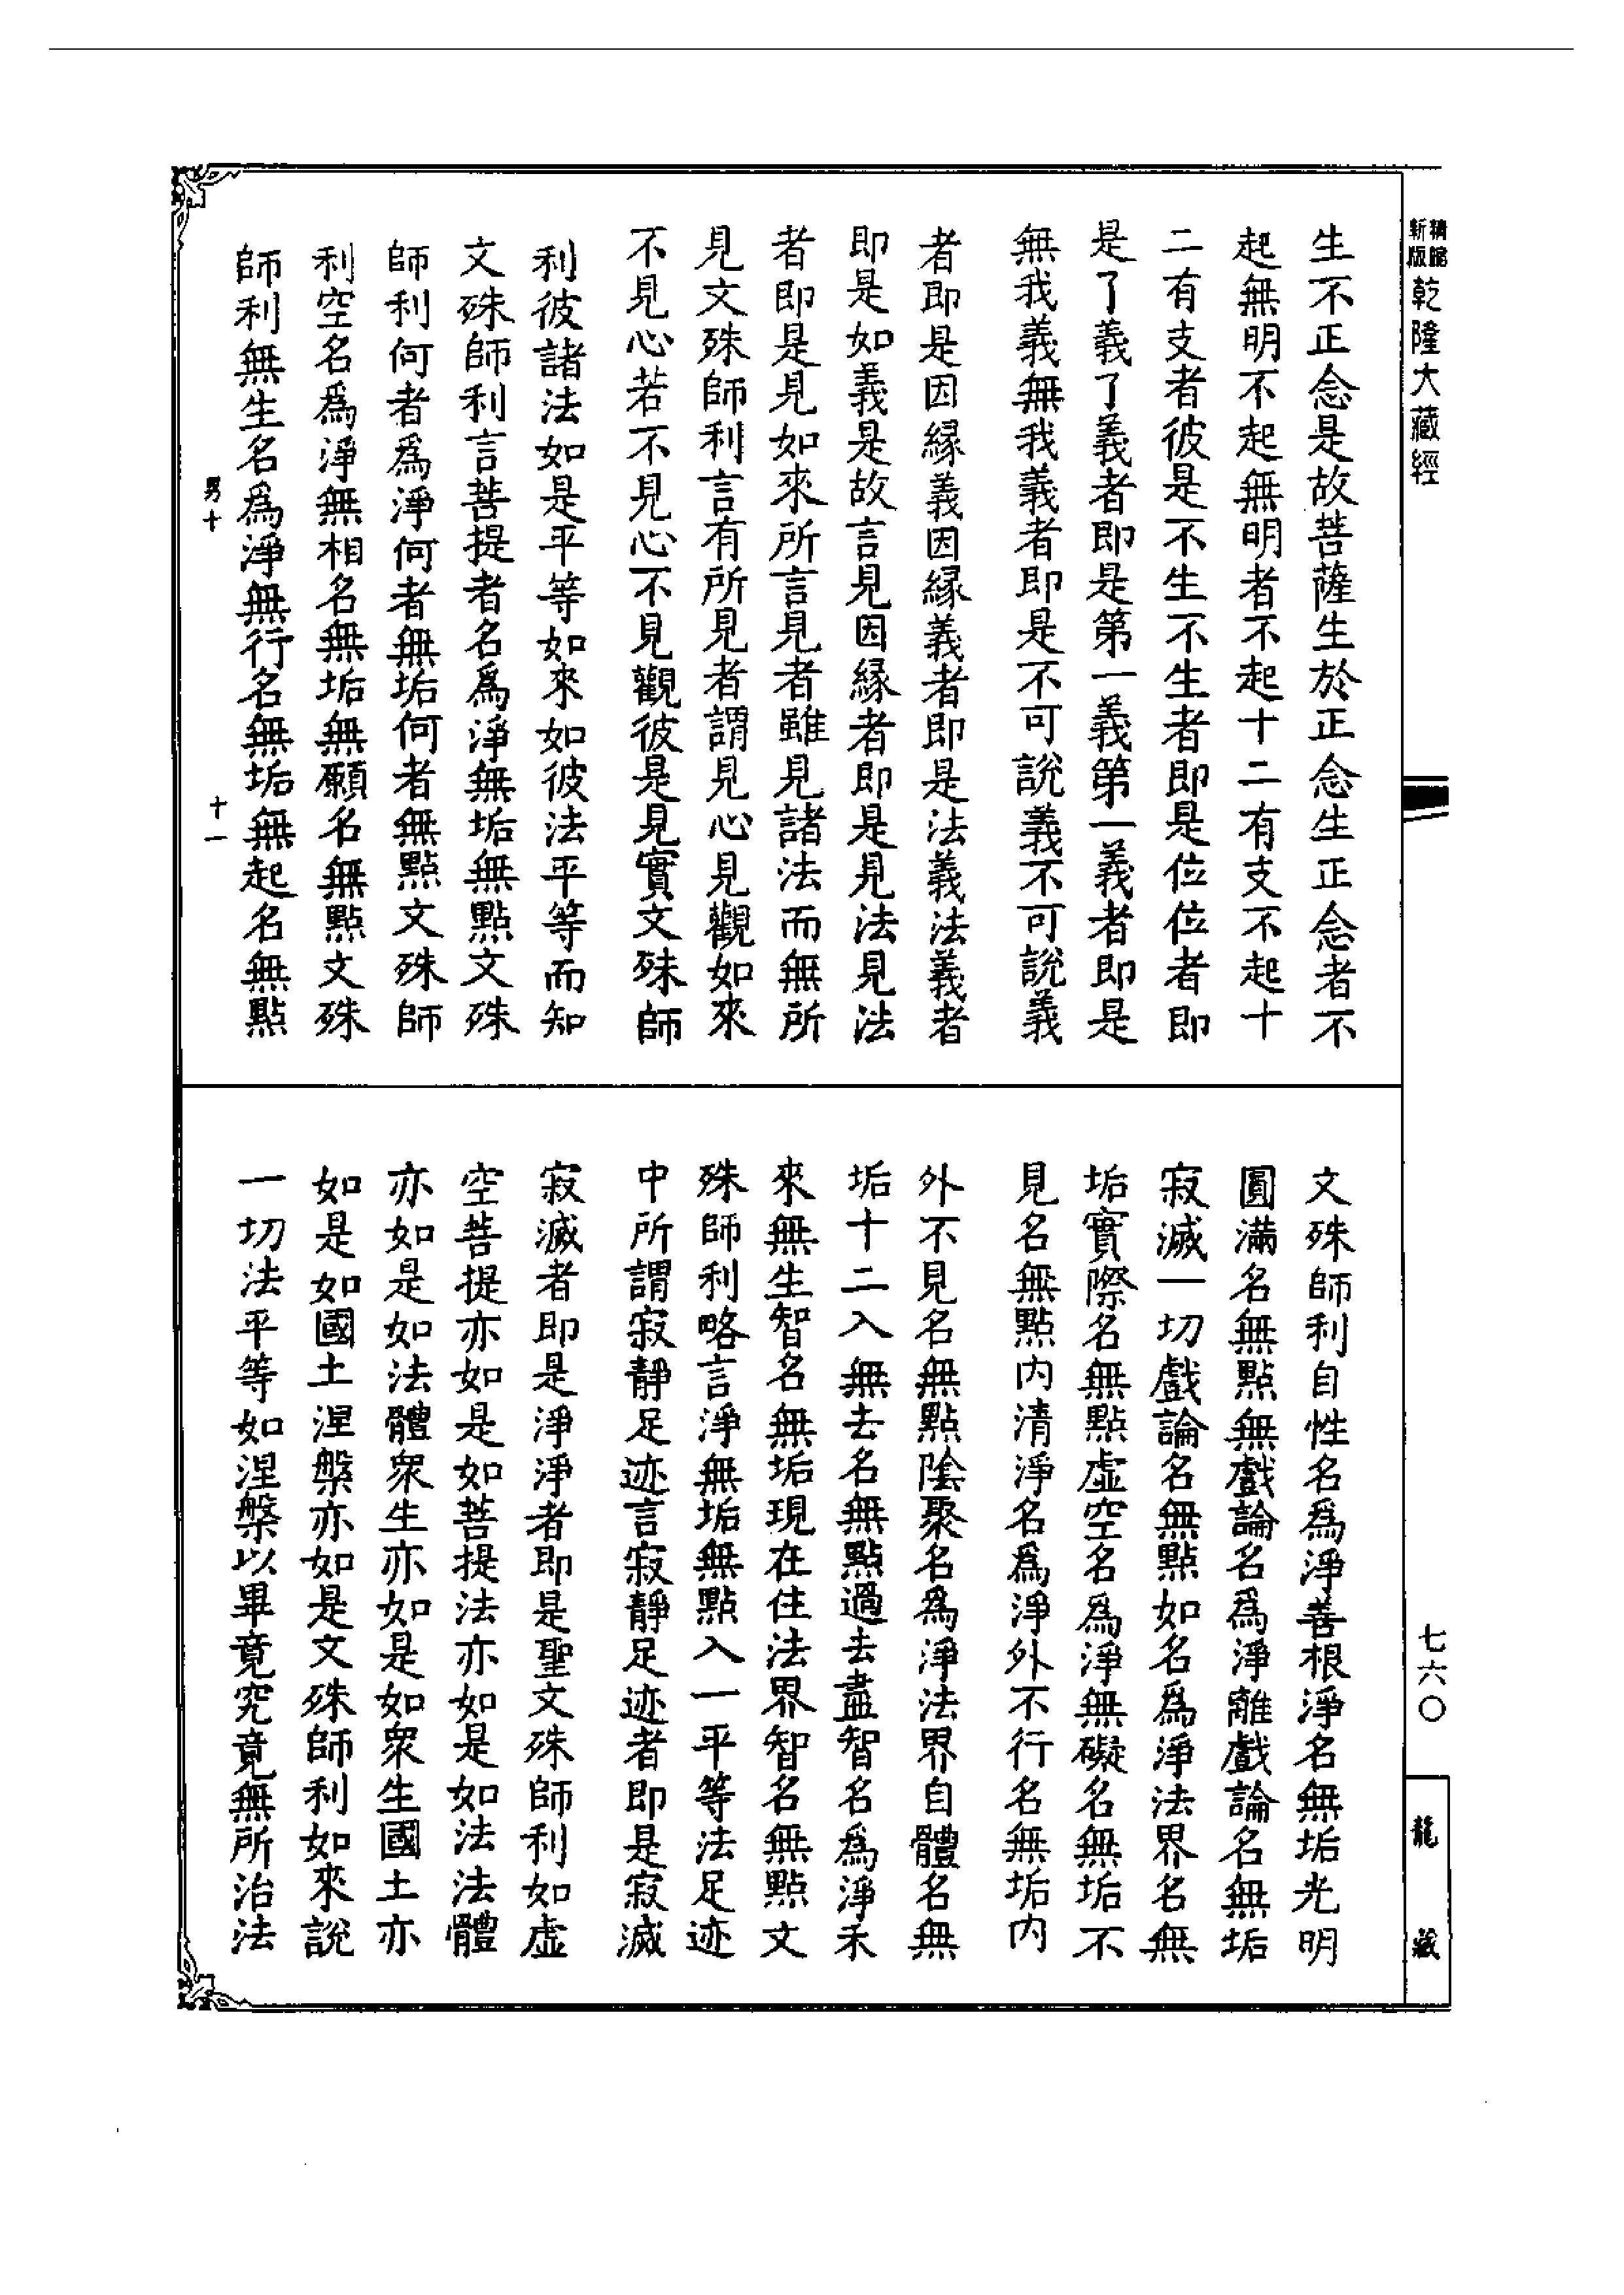 新版
乾隆大藏經
七六〇
龍藏
生不正念是故菩薩生於正念生正念者不
起無明不起無明者不起十二有支不起十
二有支者彼是不生不生者即是位位者即
是了義了義者即是第一義第一義者即是
無我義無我義者即是不可說義不可說義
者即是因緣義因緣義者即是法義法義者
即是如義是故言見因緣者即是見法見法
者即是見如來所言見者雖見諸法而無所
見文殊師利言有所見者謂見心見觀如來
不見心若不見心不見觀彼是見實文殊師
利彼諸法如是平等如來如彼法平等而知
文殊師利言菩提者名爲淨無垢無點文殊
師利何者爲淨何者無垢何者無點文殊師
利空名爲淨無相名無垢無願名無點文殊
師利無生名爲淨無行名無垢無起名無點
男十
十一
文殊師利自性名爲淨善根淨名無垢光明
圓滿名無點無戲論名爲淨離戲論名無垢
寂滅一切戲論名無點如名爲淨法界名無
垢實際名無點虛空名爲淨無礙名無垢不
見名無點內清淨名爲淨外不行名無垢內
外不見名無點陰聚名爲淨法界自體名無
垢十二入無去名無點過去盡智名爲淨未
來無生智名無垢現在住法界智名無點文
殊師利略言淨無垢無點入一平等法足迹
中所謂寂靜足迹言寂靜足迹者即是寂滅
寂滅者即是淨淨者即是聖文殊師利如虛
空菩提亦如是如菩提法亦如是如法法體
亦如是如法體衆生亦如是如衆生國土亦
如是如國土涅槃亦如是文殊師利如來說
一切法平等如涅槃以畢竟究竟無所治法